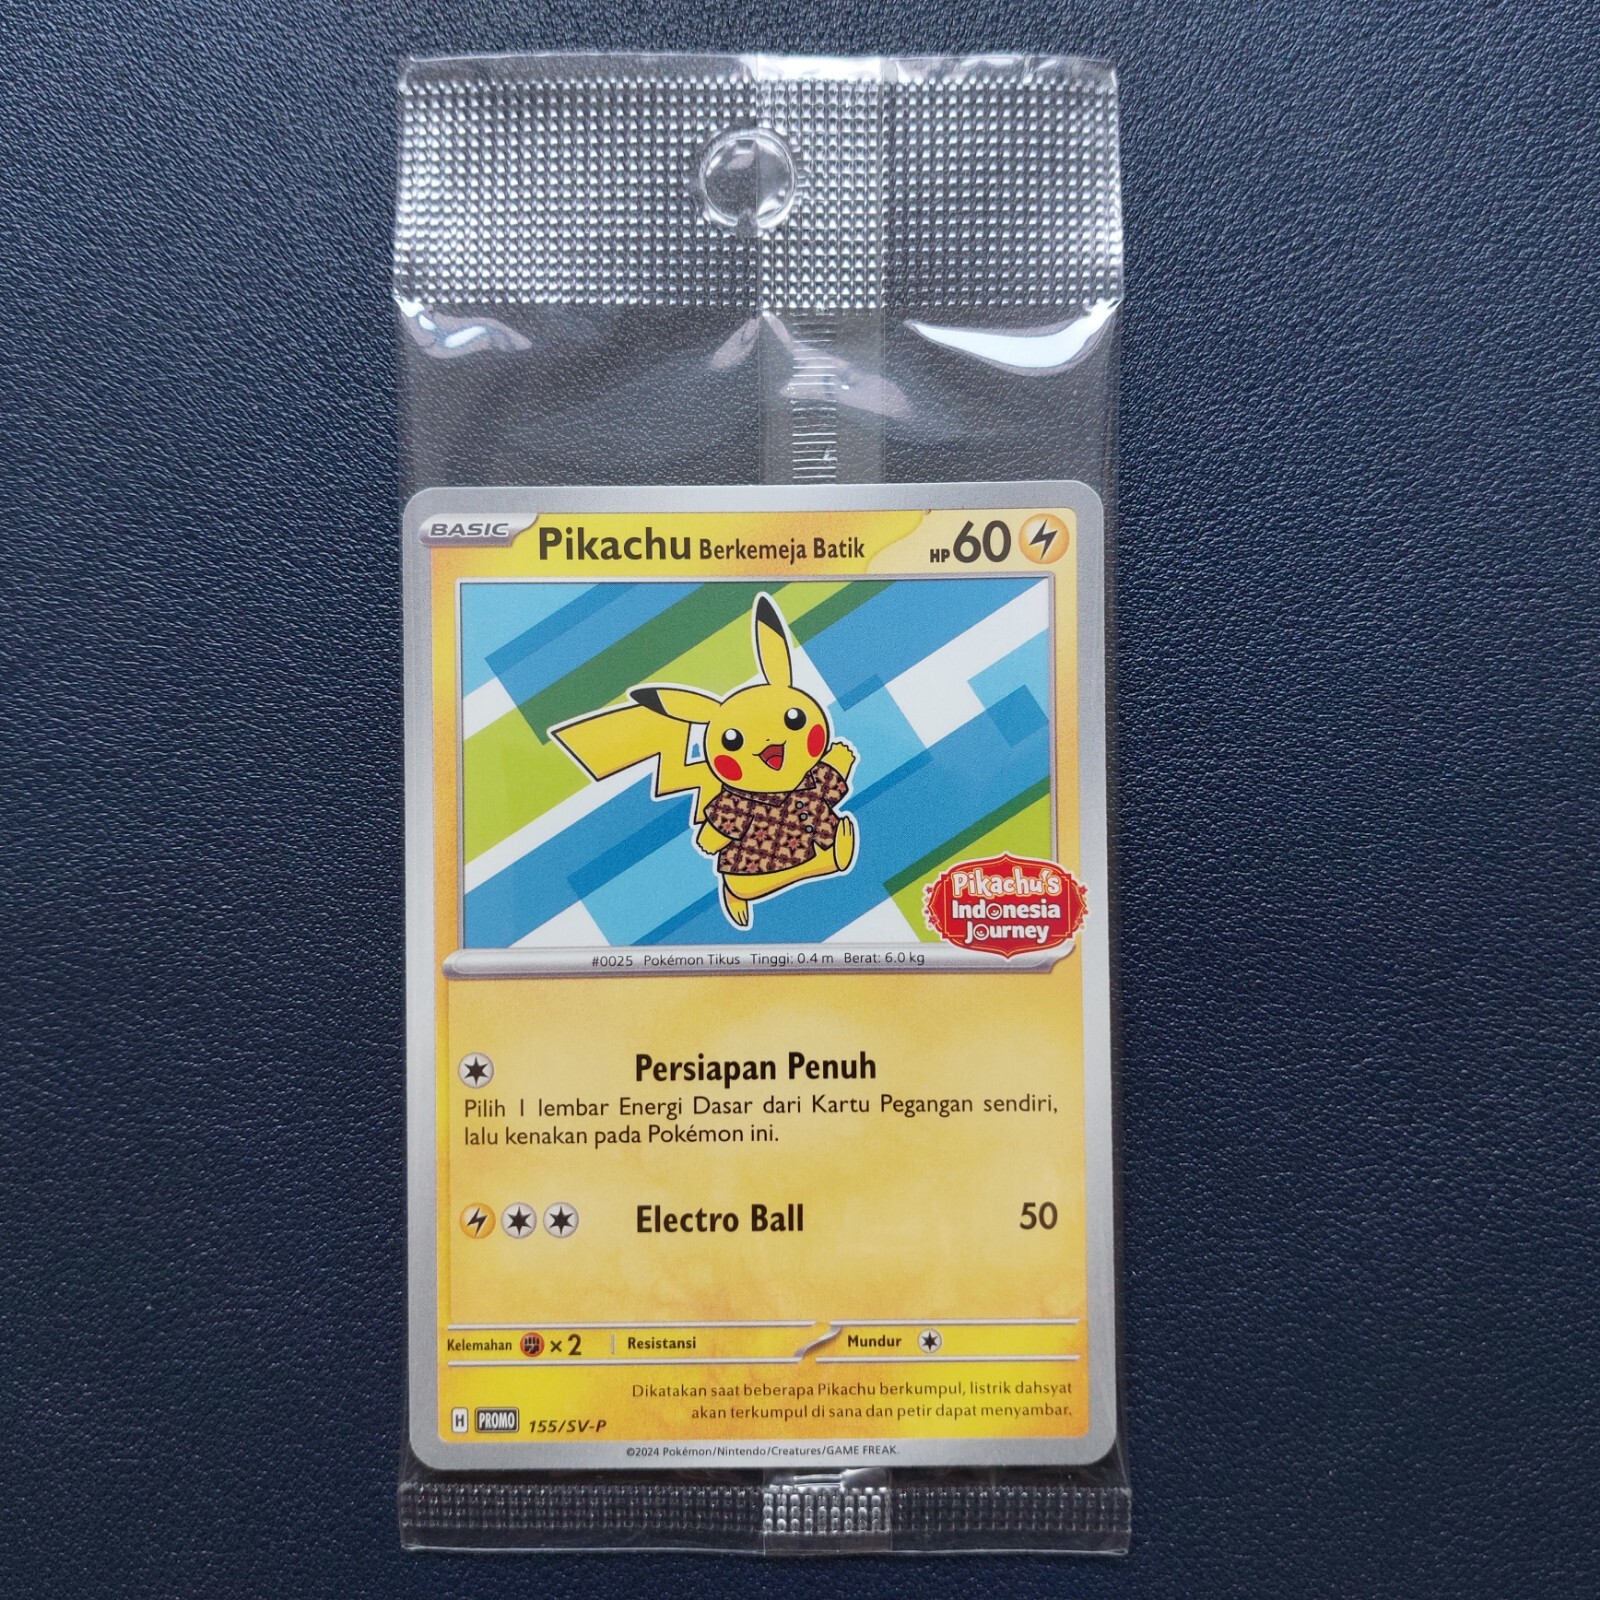 BASIC
Pikachu Berkemeja Batik
HP 60
Pikachu's
Indonesia
Journey
#0025 Pokémon Tikus Tinggi: 0.4 m Berat: 6.0 kg
Persiapan Penuh
Pilih 1 lembar Energi Dasar dari Kartu Pegangan sendiri,
lalu kenakan pada Pokémon ini.
Electro Ball 50
Kelemahan × 2 Resistansi Mundur
Dikatakan saat beberapa Pikachu berkumpul, listrik dahsyat
akan terkumpul di sana dan petir dapat menyambar.
H PROMO 155/SV-P
©2024 Pokémon/Nintendo/Creatures/GAME FREAK.